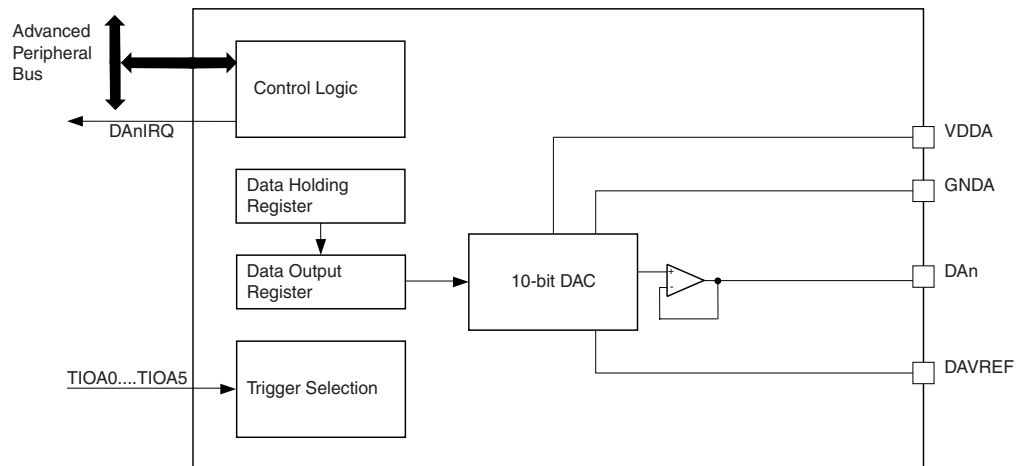 Advanced
Peripheral
Bus
Control Logic
DAnIRQ
VDDA
Data Holding
Register
GNDA
Data Output
Register
10-bit DAC
+
-
DAn
TIOA0....TIOA5
Trigger Selection
DAVREF